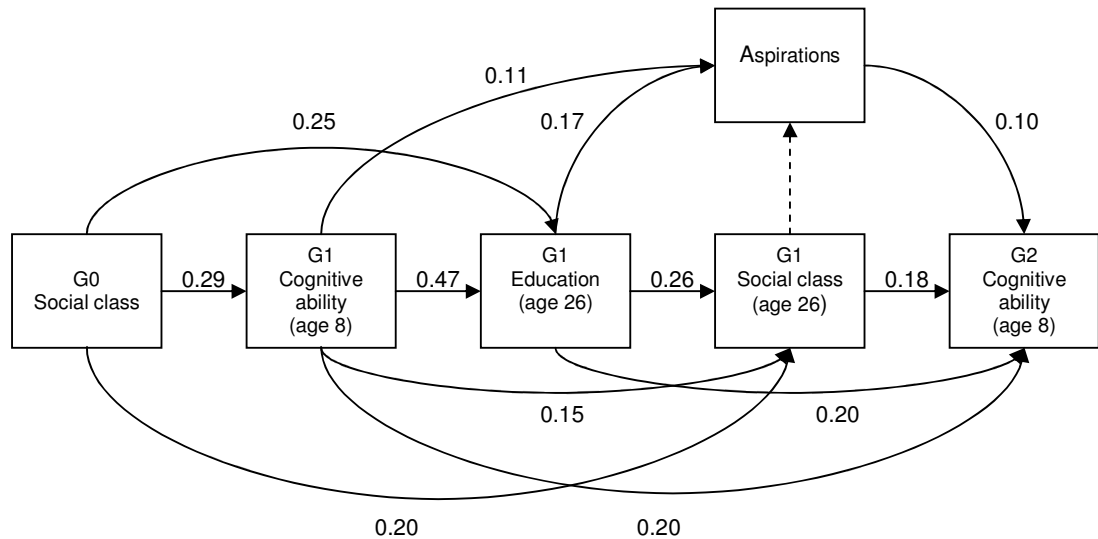 Aspirations
0.11
0.17
0.10
0.25
G0
Social class
0.29
G1
Cognitive
ability
(age 8)
0.47
G1
Education
(age 26)
0.26
G1
Social class
(age 26)
0.18
G2
Cognitive
ability
(age 8)
0.15
0.20
0.20
0.20